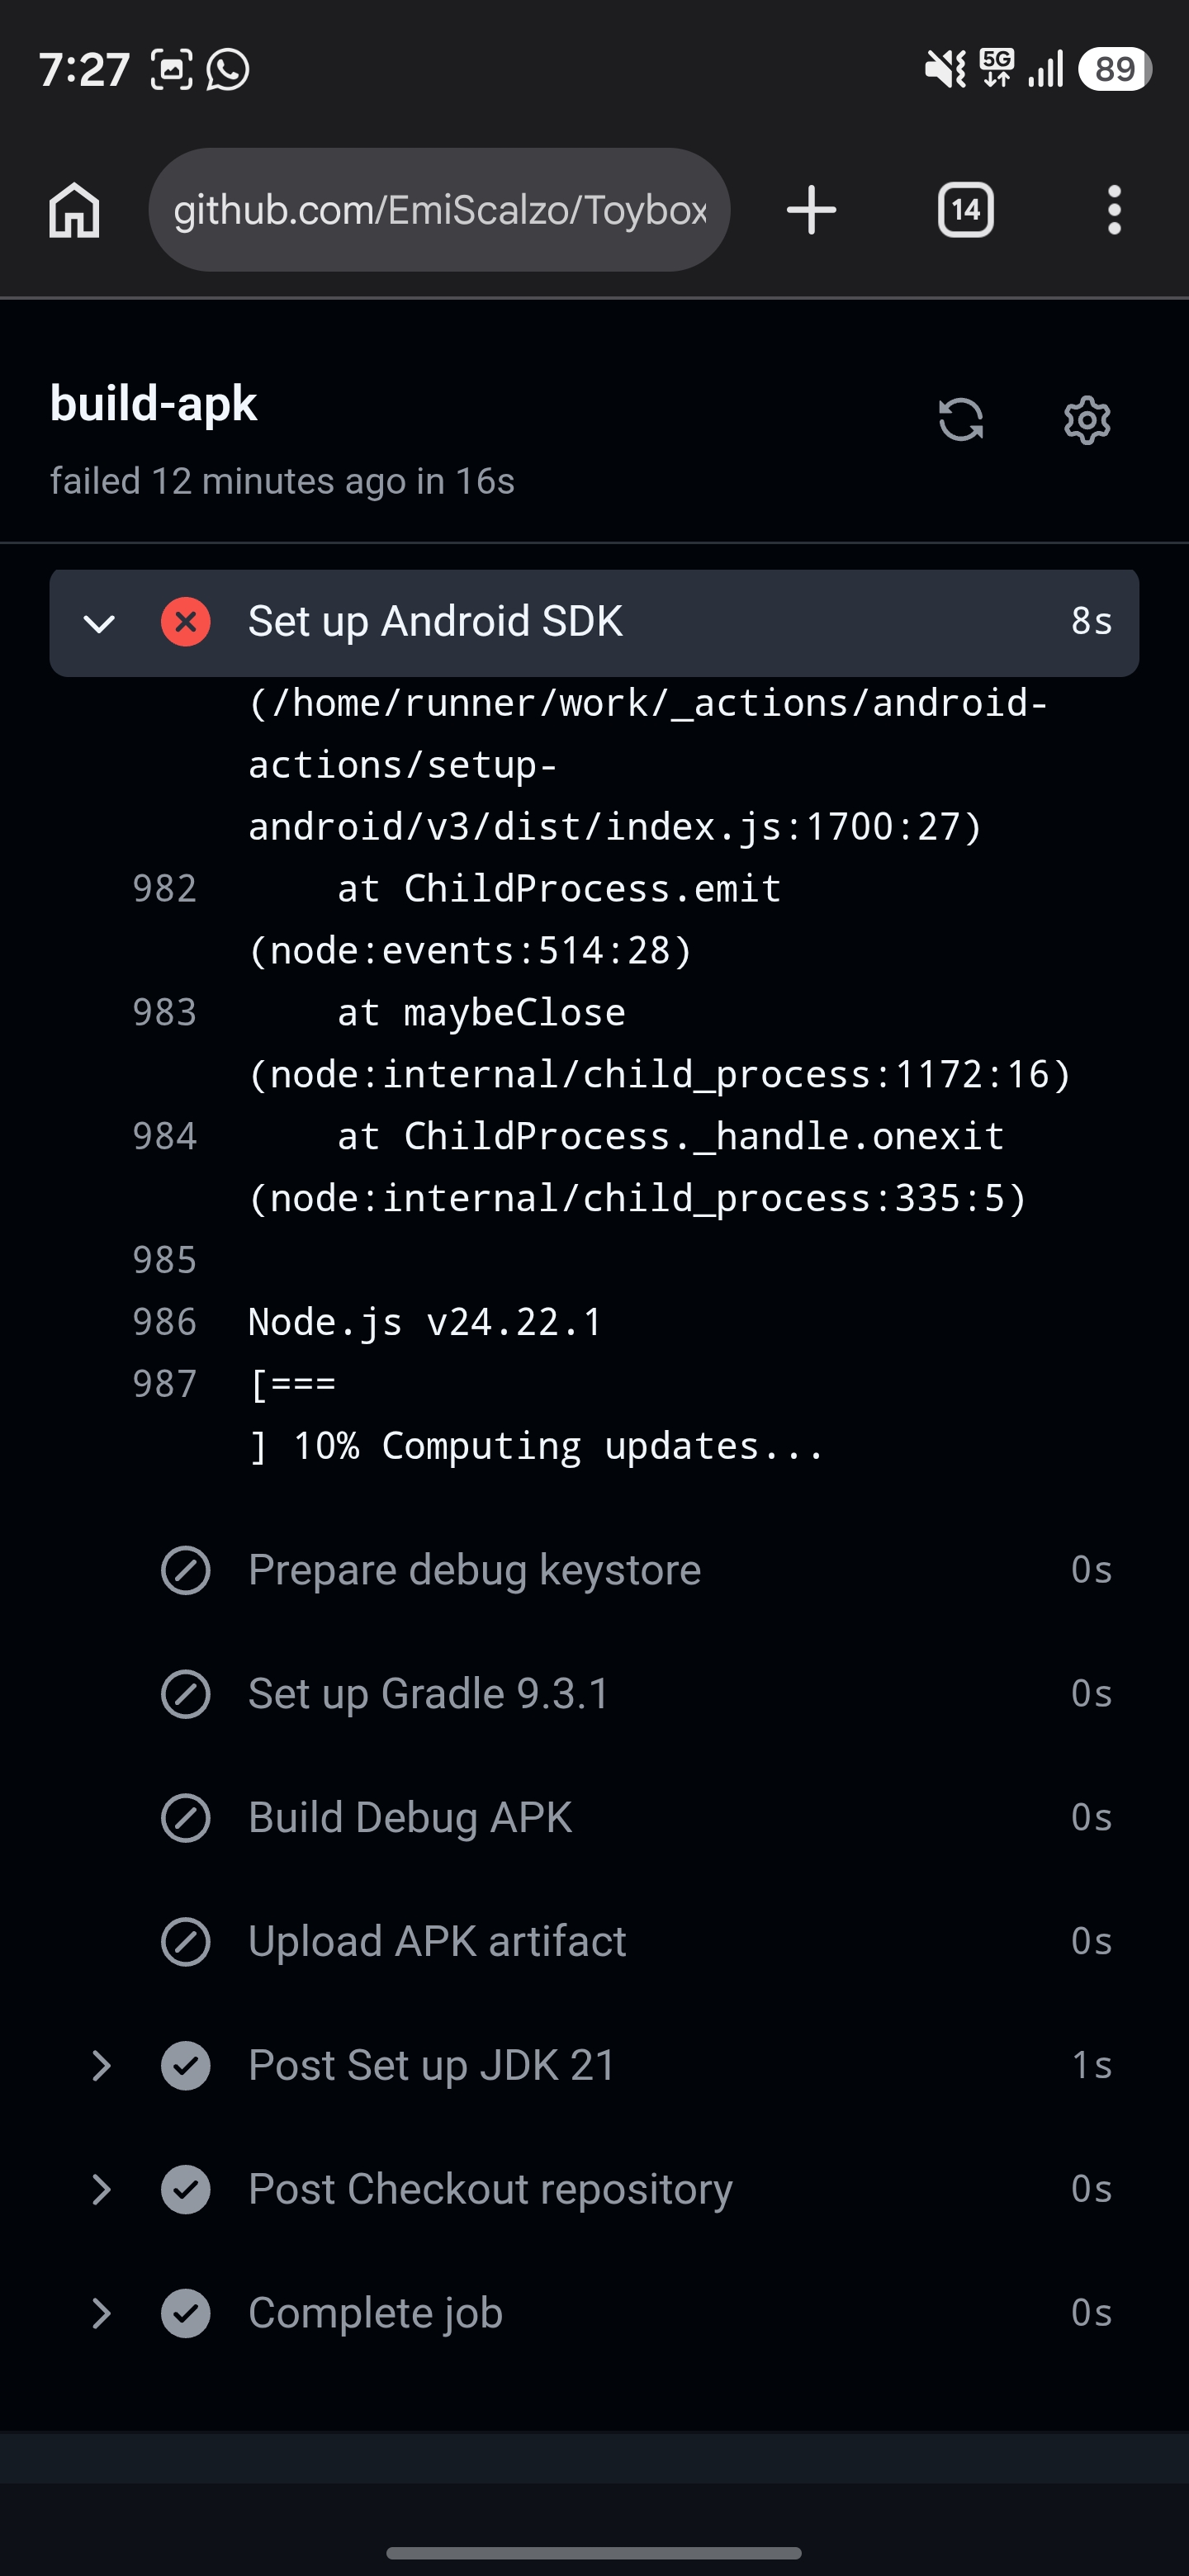 7:27
5G
89
github.com/EmiScalzo/Toybox
14
build-apk
failed 12 minutes ago in 16s
Set up Android SDK 8s
(/home/runner/work/_actions/android-
actions/setup-
android/v3/dist/index.js:1700:27)
982 at ChildProcess.emit
(node:events:514:28)
983 at maybeClose
(node:internal/child_process:1172:16)
984 at ChildProcess._handle.onexit
(node:internal/child_process:335:5)
985
986 Node.js v24.22.1
987 [===
] 10% Computing updates...
Prepare debug keystore 0s
Set up Gradle 9.3.1 0s
Build Debug APK 0s
Upload APK artifact 0s
Post Set up JDK 21 1s
Post Checkout repository 0s
Complete job 0s